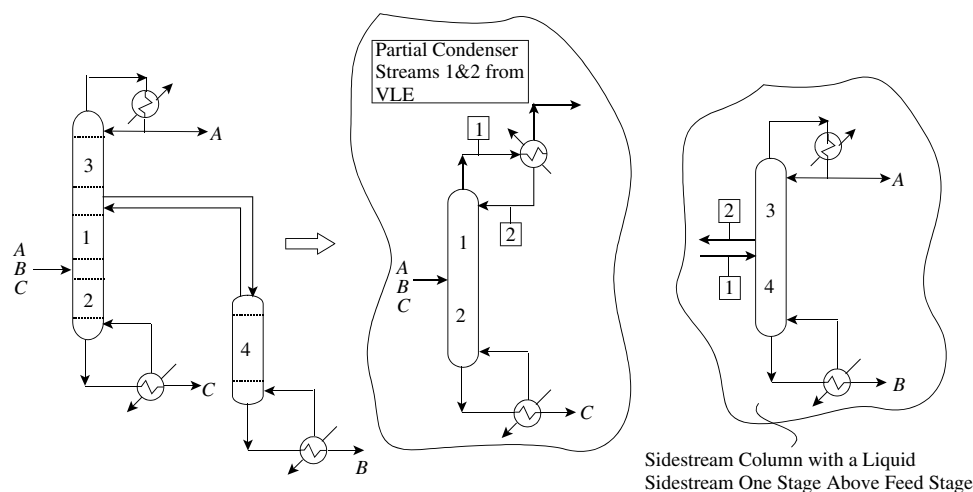 A
3
1
A
B
C
2
C
4
B
Partial Condenser
Streams 1&2 from
VLE
1
2
1
A
B
C
2
C
A
3
2
1
4
B
Sidestream Column with a Liquid
Sidestream One Stage Above Feed Stage